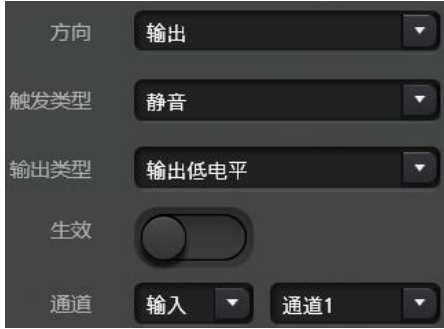 方向 输出
触发类型 静音
输出类型 输出低电平
生效
通道 输入 通道1